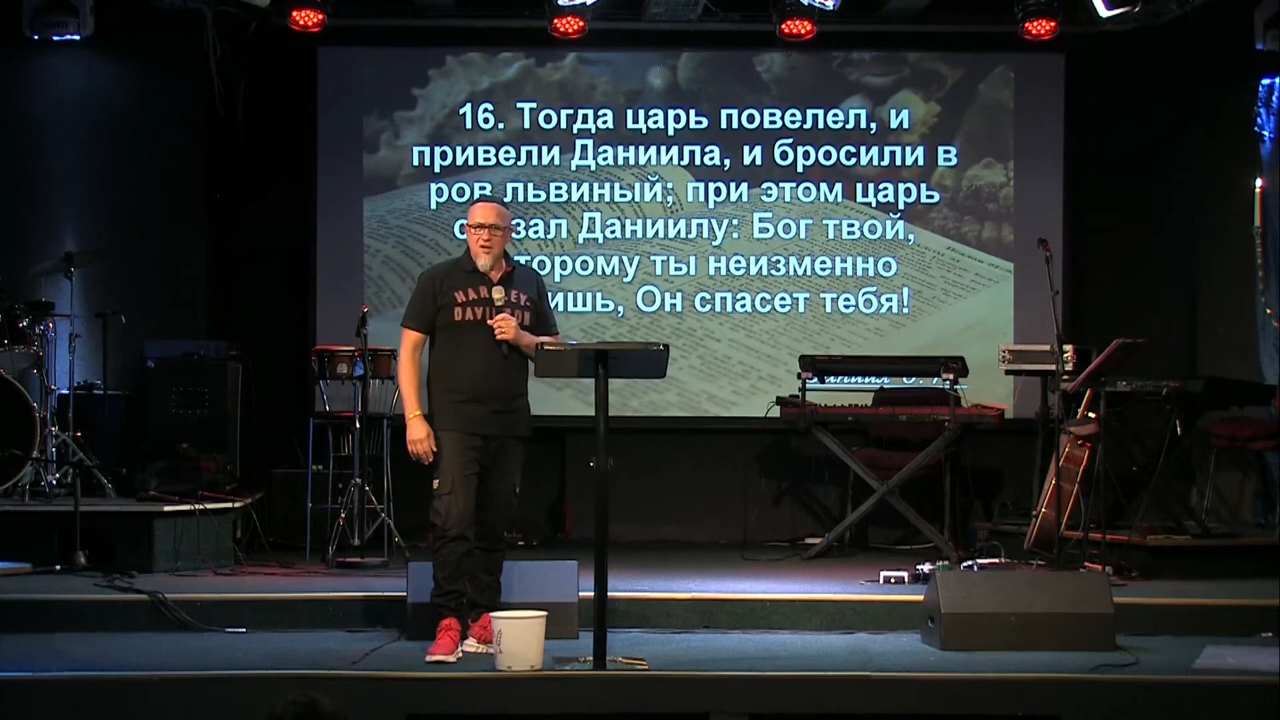 16. Тогда царь повелел, и
привели Даниила, и бросили в
ров львиный; при этом царь
Даниилу: Бог твой,
ты неизменно
Он спасет тебя!
HARLEY-
DAVIDSON